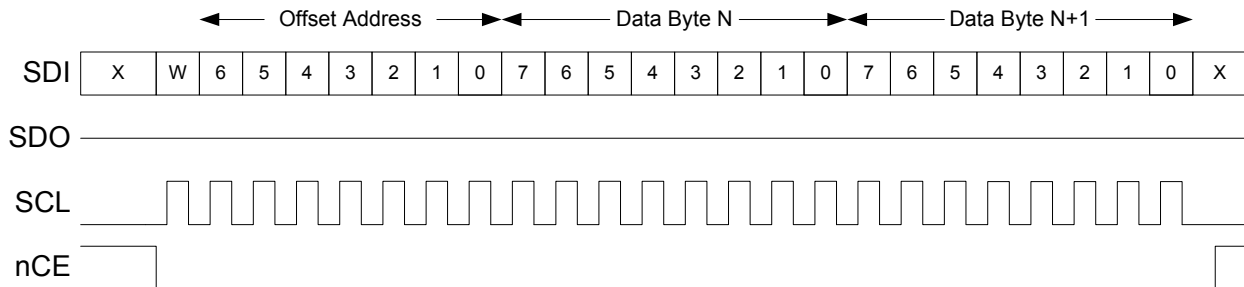 Offset Address Data Byte N Data Byte N+1
SDI X W 6 5 4 3 2 1 0 7 6 5 4 3 2 1 0 7 6 5 4 3 2 1 0 X
SDO
SCL
nCE